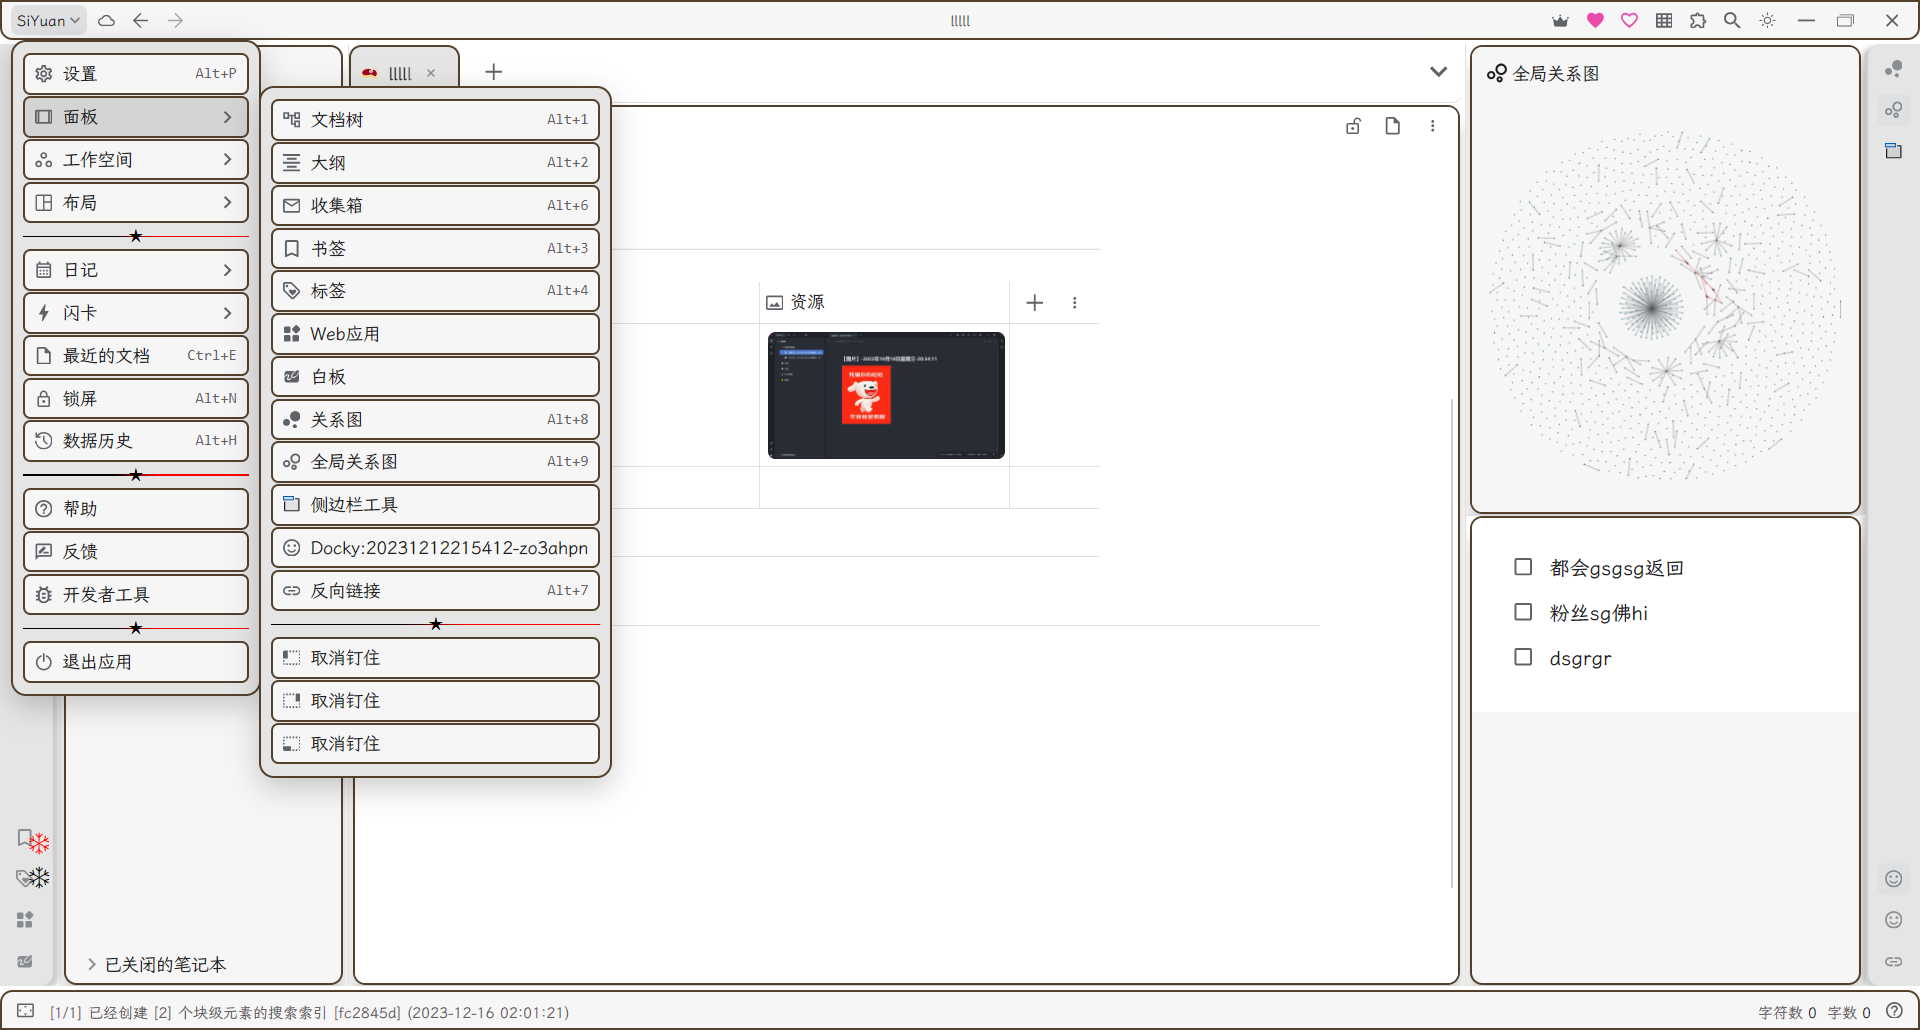 SiYuan
lllll
设置 Alt+P
面板
工作空间
布局
日记
闪卡
最近的文档 Ctrl+E
锁屏 Alt+N
数据历史 Alt+H
帮助
反馈
开发者工具
退出应用
文档树 Alt+1
大纲 Alt+2
收集箱 Alt+6
书签 Alt+3
标签 Alt+4
Web应用
白板
关系图 Alt+8
全局关系图 Alt+9
侧边栏工具
Docky:20231212215412-zo3ahpn
反向链接 Alt+7
取消钉住
取消钉住
取消钉住
已关闭的笔记本
lllll
资源
全局关系图
都会gsgsg返回
粉丝sg佛hi
dsgrgr
[1/1] 已经创建 [2] 个块级元素的搜索索引 [fc2845d] (2023-12-16 02:01:21)
字符数 0 字数 0